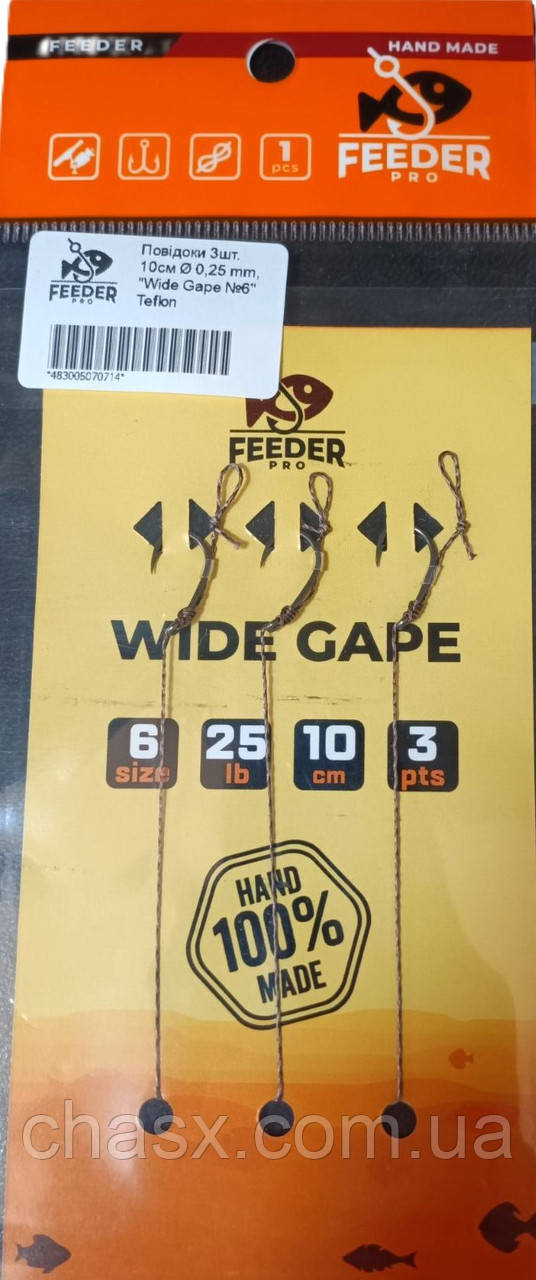 FEEDER
HAND MADE
1
pcs
FEEDER
PRO
Повідоки 3шт.
10см Ø 0,25 mm,
"Wide Gape №6"
Teflon
FEEDER
PRO
*483005070714*
FEEDER
PRO
WIDE GAPE
6 25 10 3
size lb cm pts
HAND
100%
MADE
chasx.com.ua